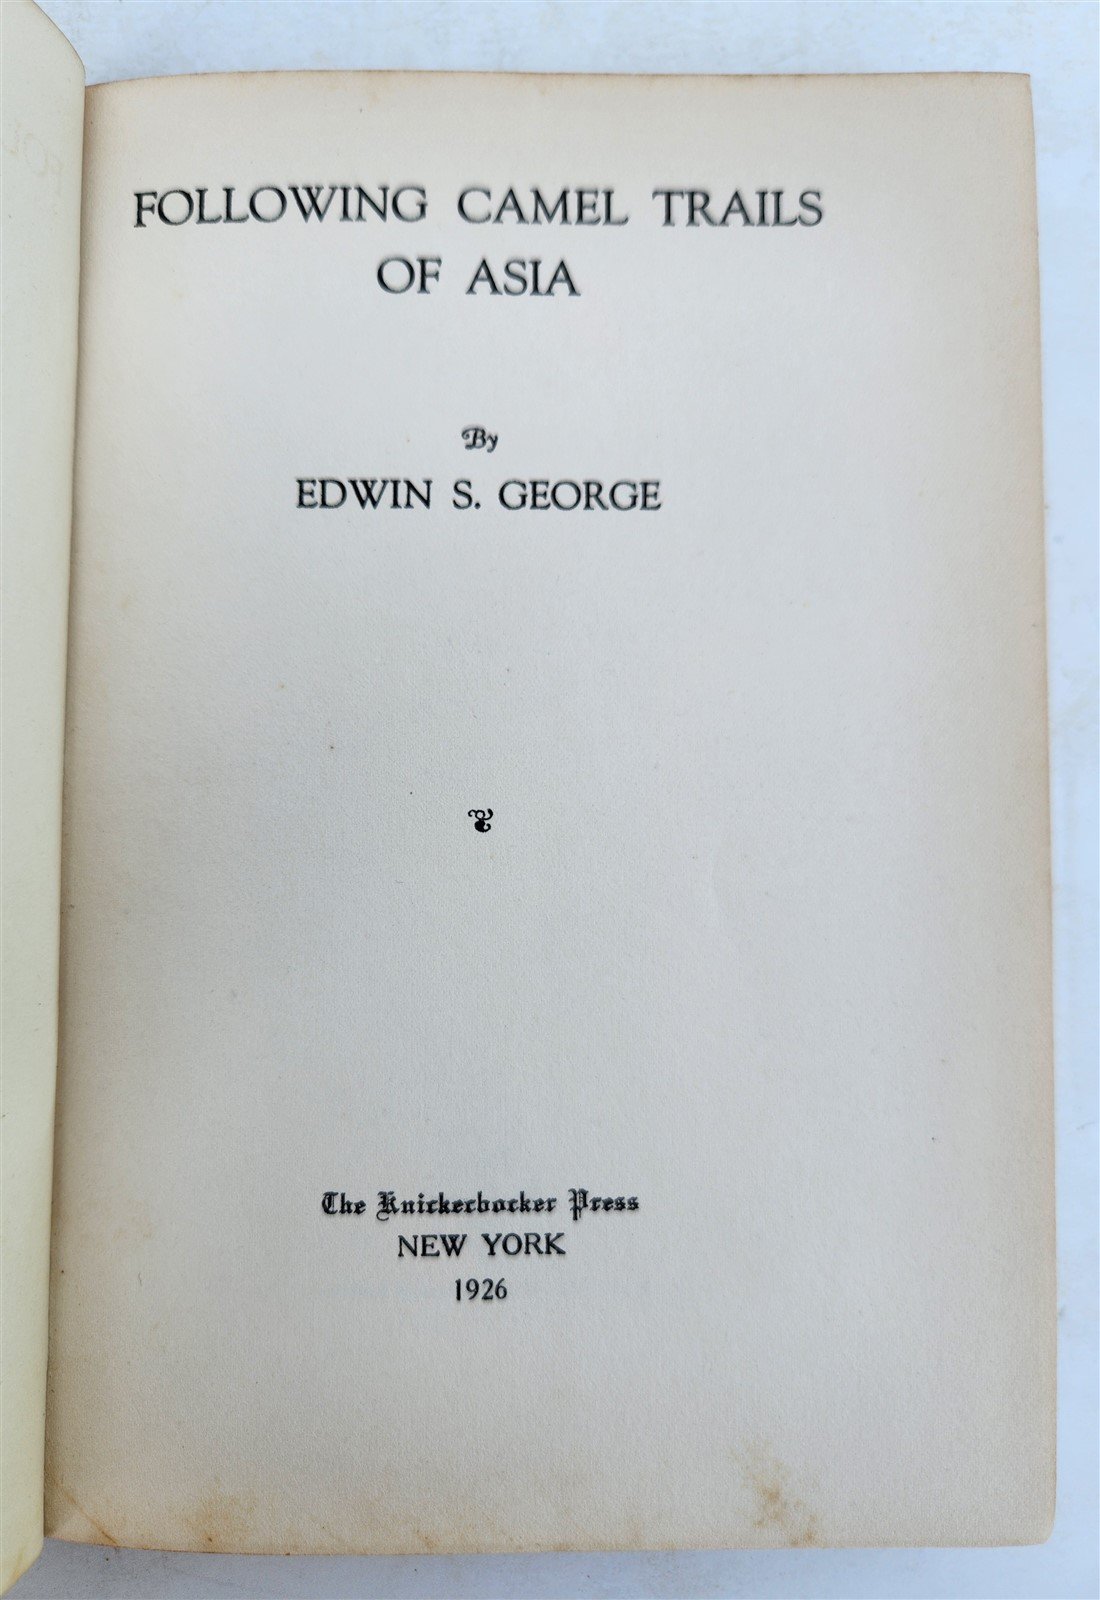 FOLLOWING CAMEL TRAILS
OF ASIA
By
EDWIN S. GEORGE
The Knickerbocker Press
NEW YORK
1926